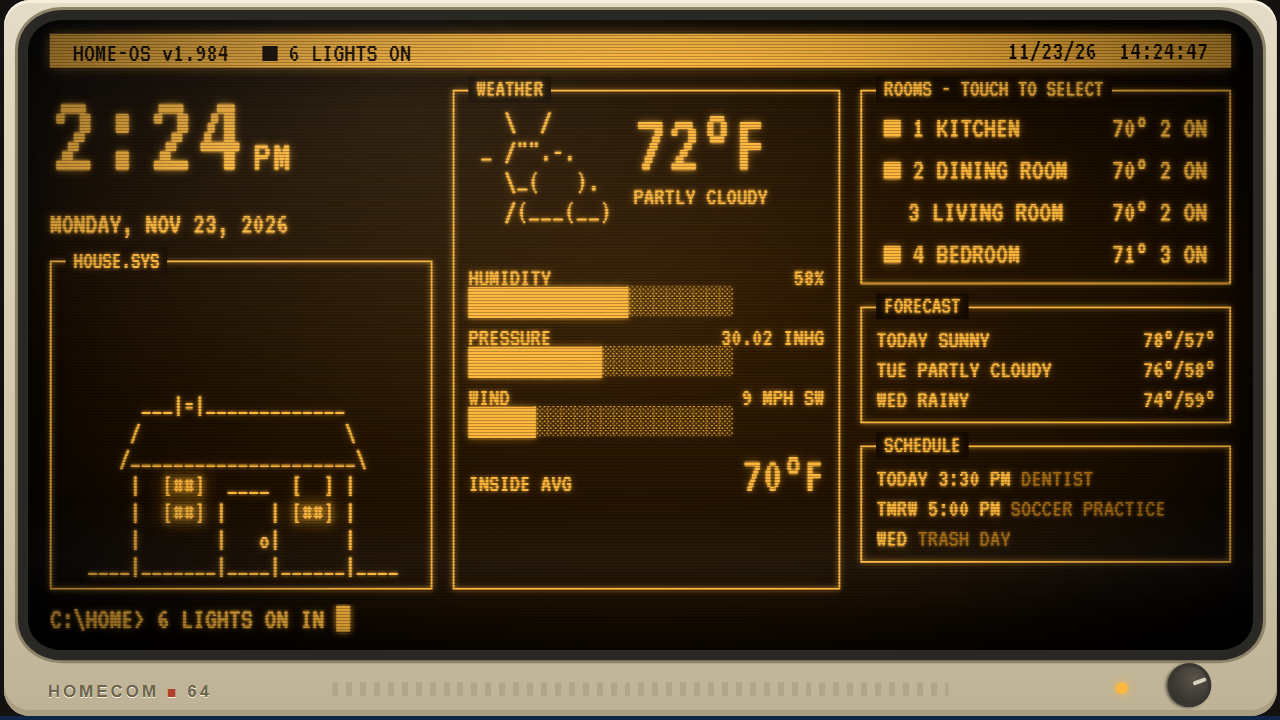 HOME-OS v1.984 ■ 6 LIGHTS ON 11/23/26 14:24:47
2:24 PM
MONDAY, NOV 23, 2026
HOUSE.SYS
C:\HOME> 6 LIGHTS ON IN
WEATHER
72°F
PARTLY CLOUDY
HUMIDITY 58%
PRESSURE 30.02 INHG
WIND 9 MPH SW
INSIDE AVG 70°F
ROOMS - TOUCH TO SELECT
■ 1 KITCHEN 70° 2 ON
■ 2 DINING ROOM 70° 2 ON
3 LIVING ROOM 70° 2 ON
■ 4 BEDROOM 71° 3 ON
FORECAST
TODAY SUNNY 78°/57°
TUE PARTLY CLOUDY 76°/58°
WED RAINY 74°/59°
SCHEDULE
TODAY 3:30 PM DENTIST
TMRW 5:00 PM SOCCER PRACTICE
WED TRASH DAY
HOMECOM ■ 64